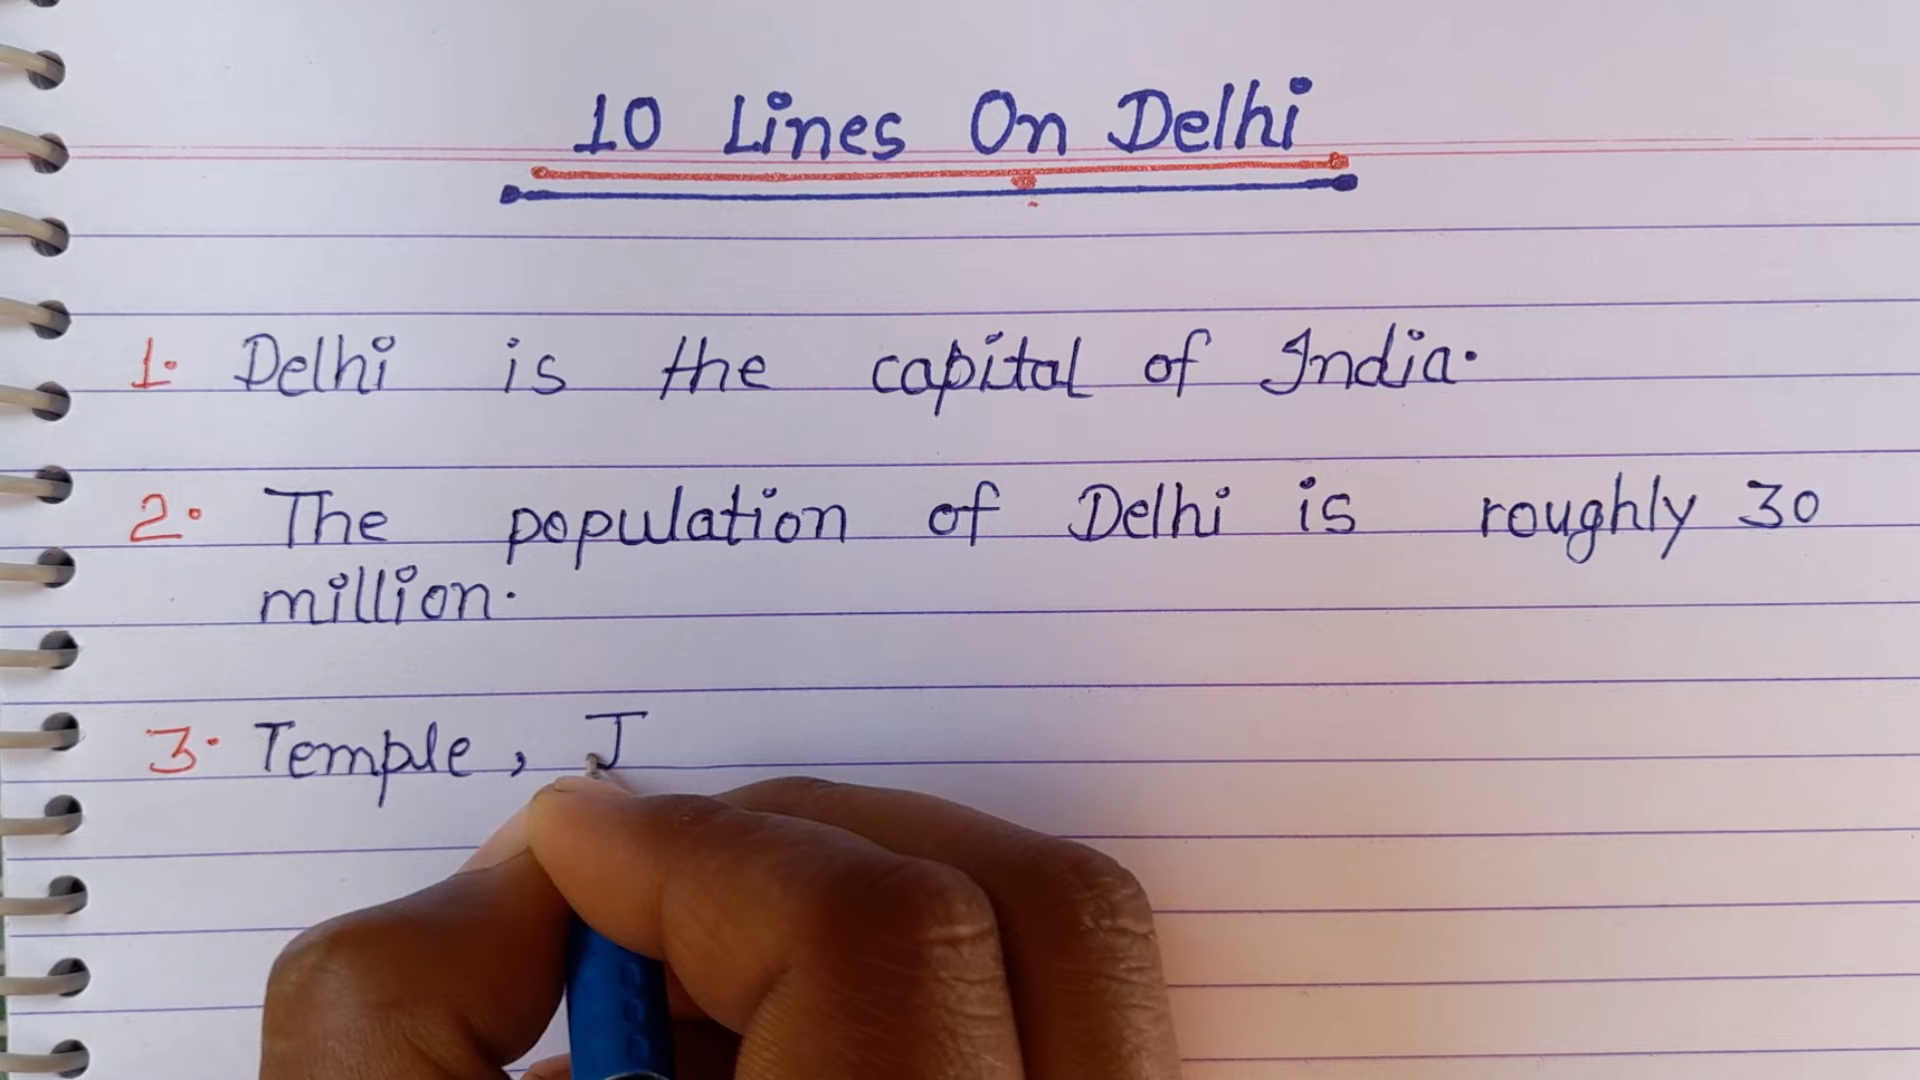 10 Lines On Delhi
1. Delhi is the capital of India.
2. The population of Delhi is roughly 30
million.
3. Temple, J